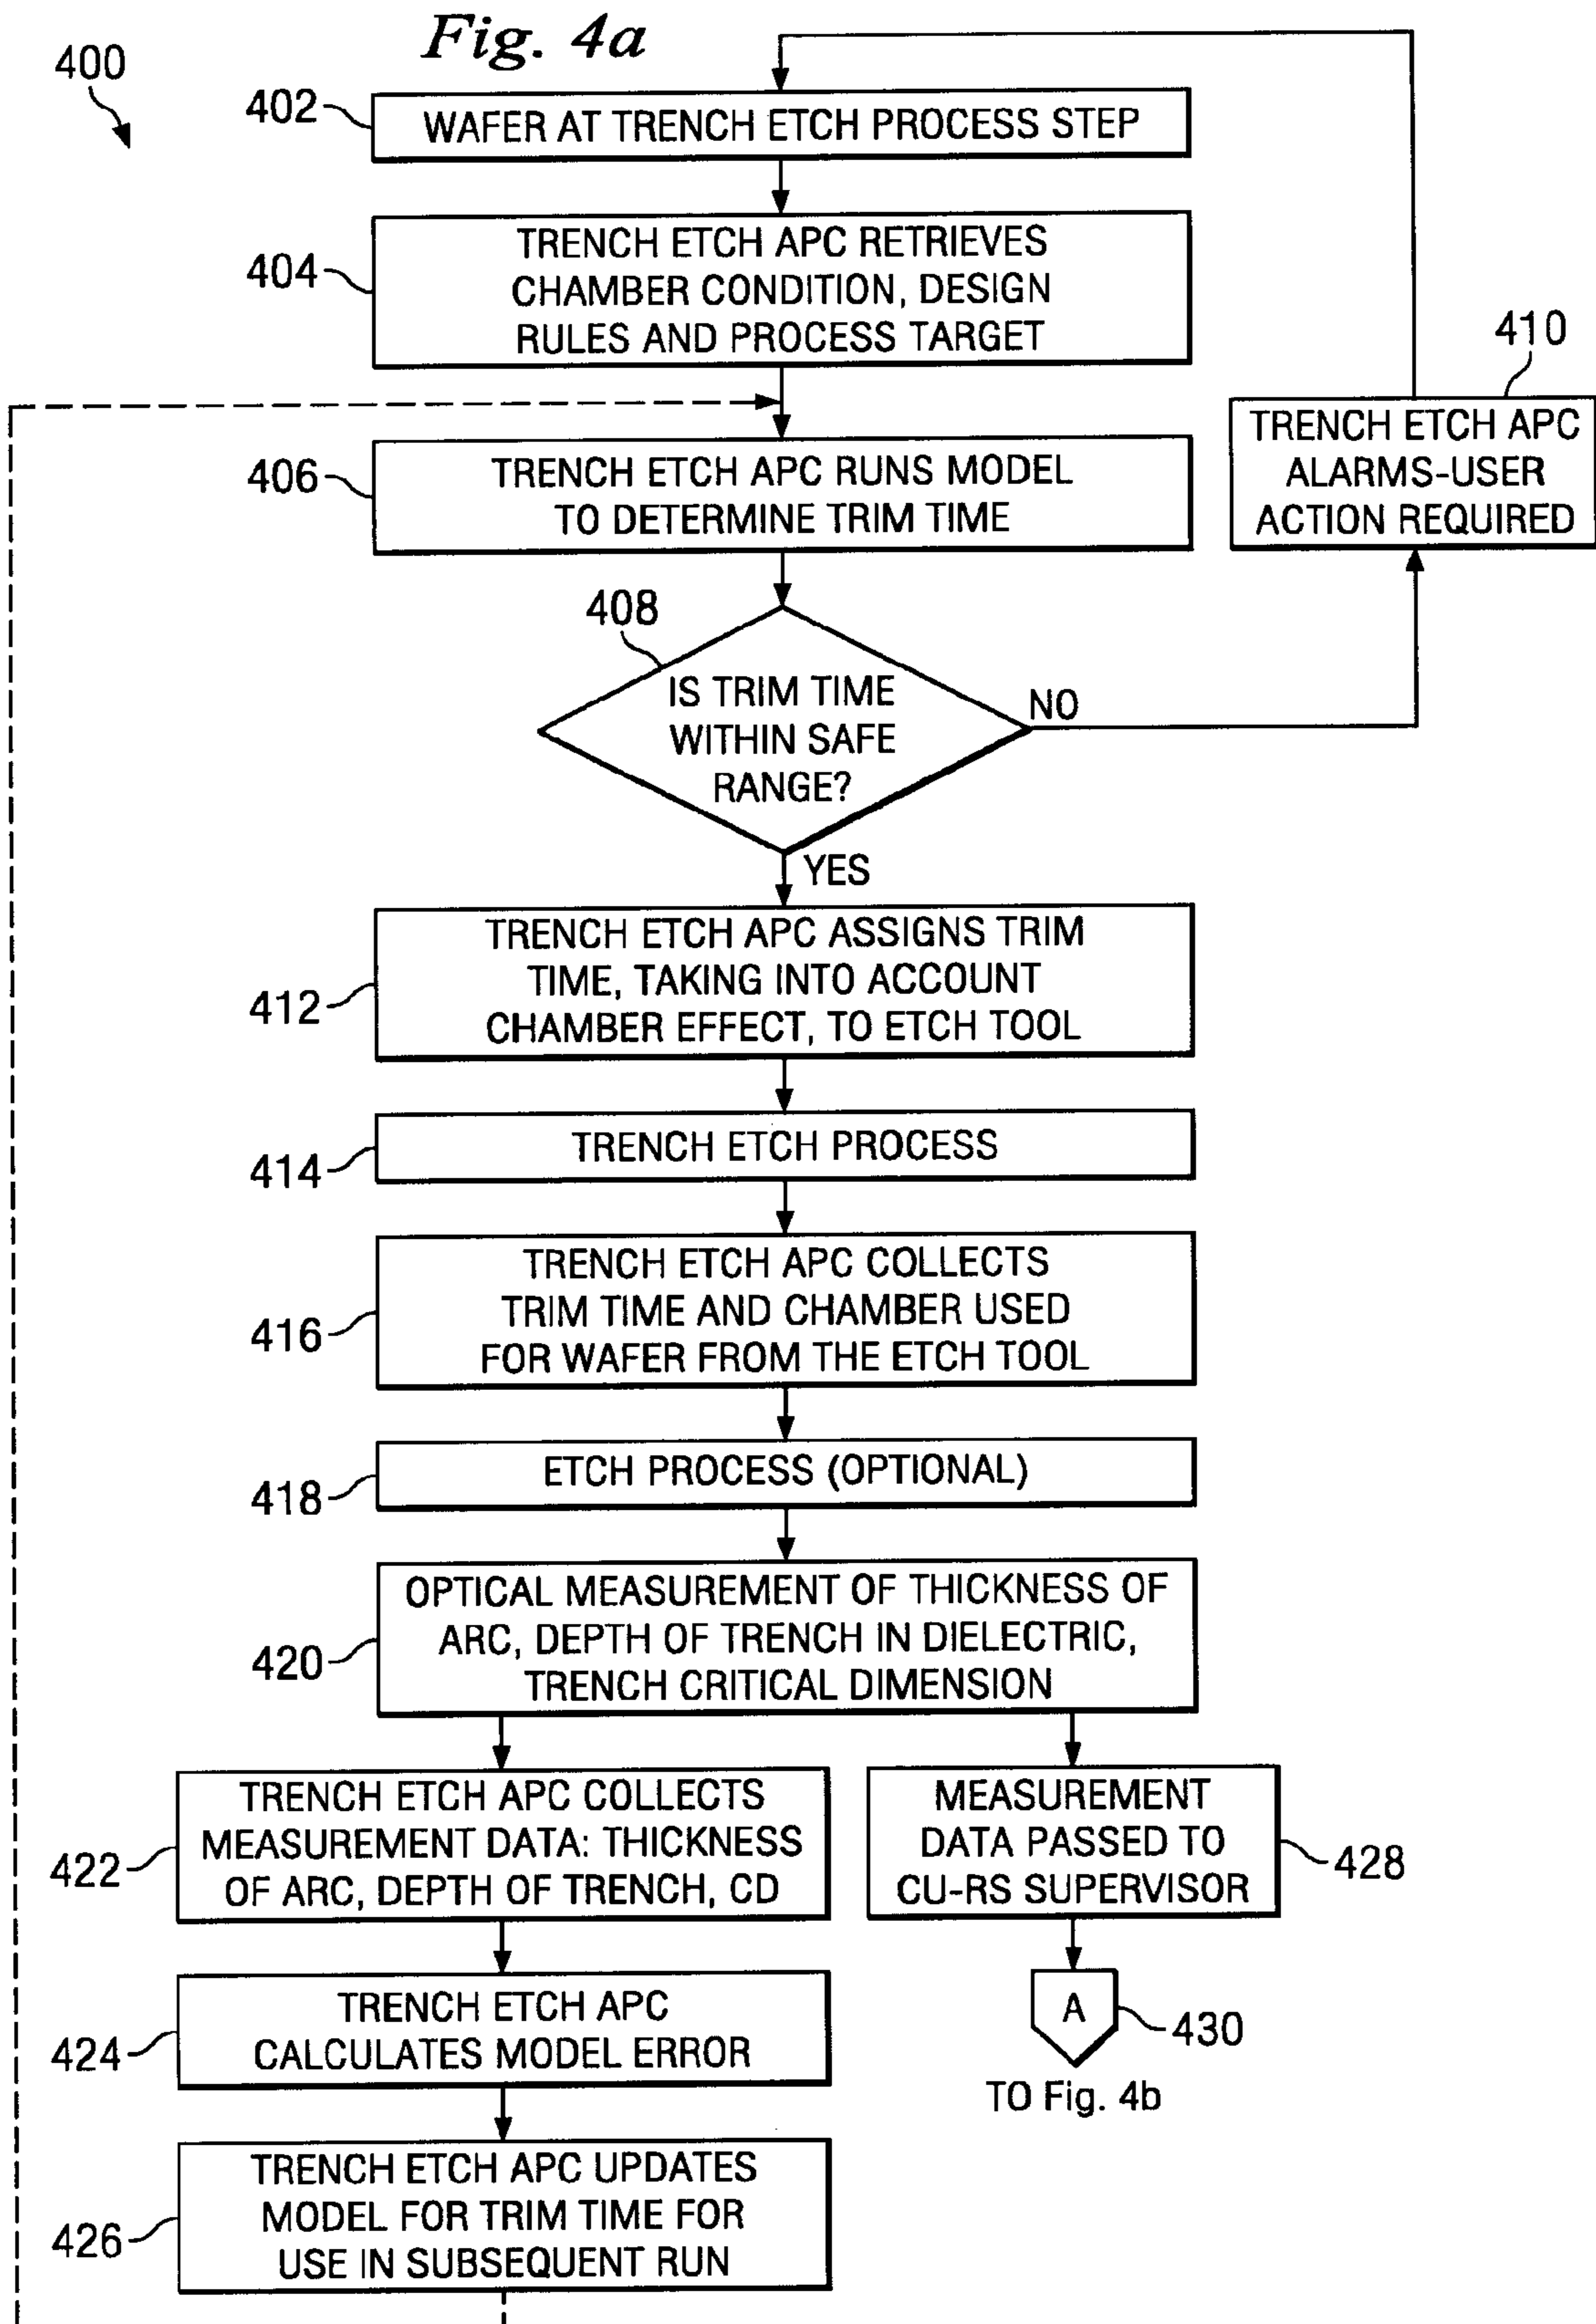 Fig. 4a
400
402
WAFER AT TRENCH ETCH PROCESS STEP
404
TRENCH ETCH APC RETRIEVES
CHAMBER CONDITION, DESIGN
RULES AND PROCESS TARGET
410
TRENCH ETCH APC
ALARMS-USER
ACTION REQUIRED
406
TRENCH ETCH APC RUNS MODEL
TO DETERMINE TRIM TIME
408
IS TRIM TIME
WITHIN SAFE
RANGE?
NO
YES
412
TRENCH ETCH APC ASSIGNS TRIM
TIME, TAKING INTO ACCOUNT
CHAMBER EFFECT, TO ETCH TOOL
414
TRENCH ETCH PROCESS
416
TRENCH ETCH APC COLLECTS
TRIM TIME AND CHAMBER USED
FOR WAFER FROM THE ETCH TOOL
418
ETCH PROCESS (OPTIONAL)
420
OPTICAL MEASUREMENT OF THICKNESS OF
ARC, DEPTH OF TRENCH IN DIELECTRIC,
TRENCH CRITICAL DIMENSION
422
TRENCH ETCH APC COLLECTS
MEASUREMENT DATA: THICKNESS
OF ARC, DEPTH OF TRENCH, CD
MEASUREMENT
DATA PASSED TO
CU-RS SUPERVISOR
428
424
TRENCH ETCH APC
CALCULATES MODEL ERROR
A
430
TO Fig. 4b
426
TRENCH ETCH APC UPDATES
MODEL FOR TRIM TIME FOR
USE IN SUBSEQUENT RUN